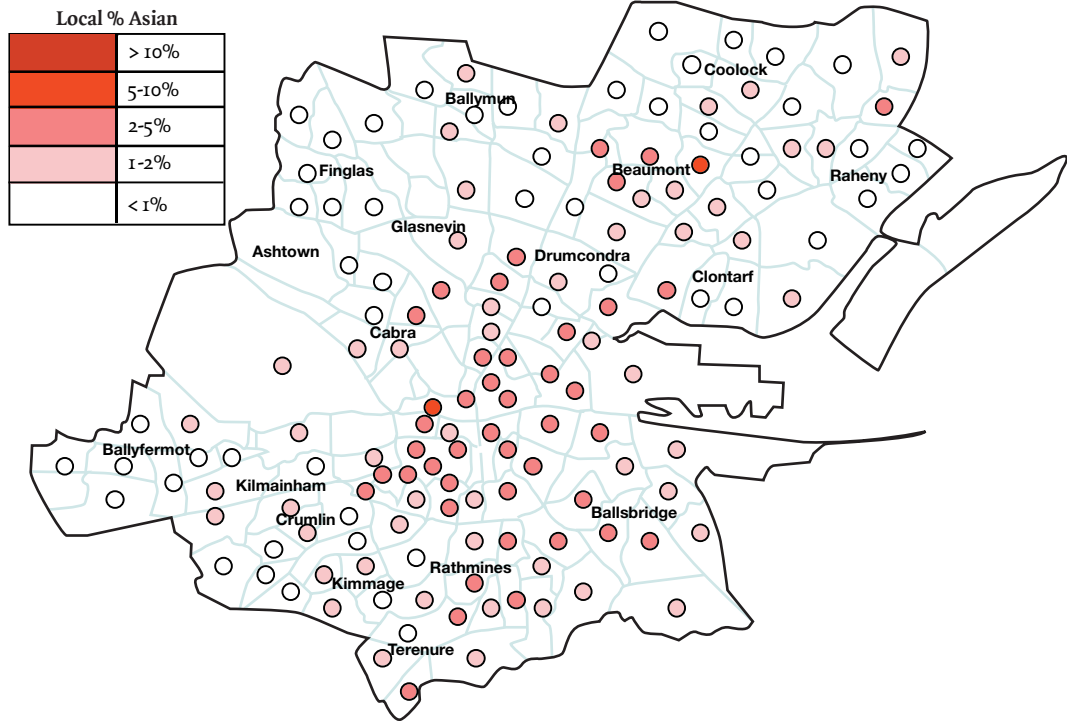 Local % Asian
> 10%
5-10%
2-5%
1-2%
< 1%
Coolock
Ballymun
Beaumont
Finglas
Raheny
Glasnevin
Ashtown
Drumcondra
Clontarf
Cabra
Ballyfermot
Kilmainham
Crumlin
Ballsbridge
Rathmines
Kimmage
Terenure